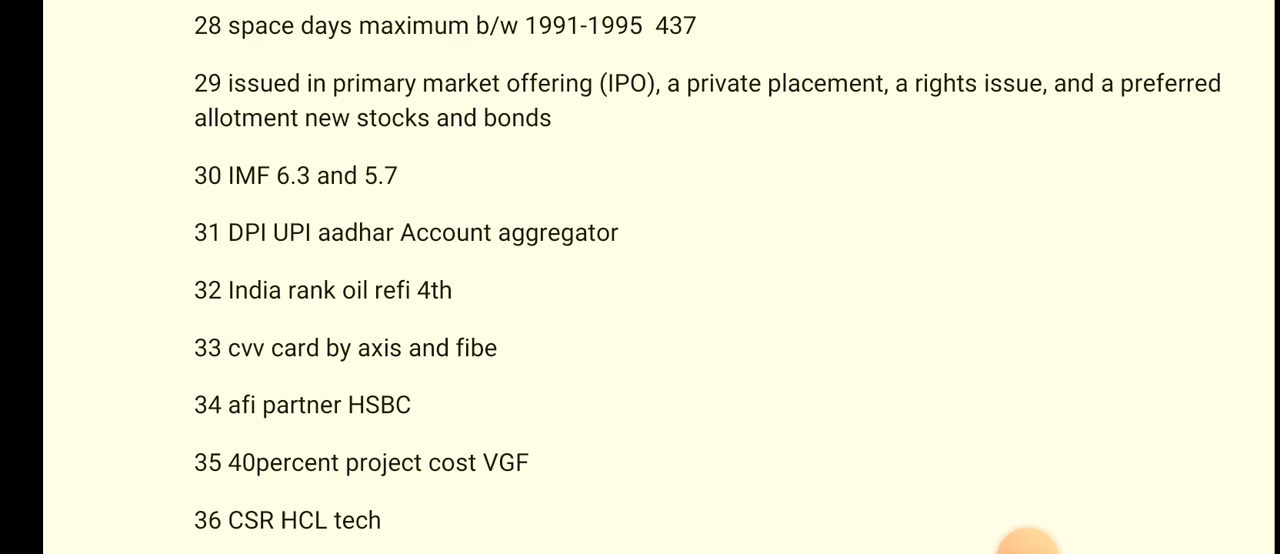 28 space days maximum b/w 1991-1995  437
29 issued in primary market offering (IPO), a private placement, a rights issue, and a preferred
allotment new stocks and bonds
30 IMF 6.3 and 5.7
31 DPI UPI aadhar Account aggregator
32 India rank oil refi 4th
33 cvv card by axis and fibe
34 afi partner HSBC
35 40percent project cost VGF
36 CSR HCL tech